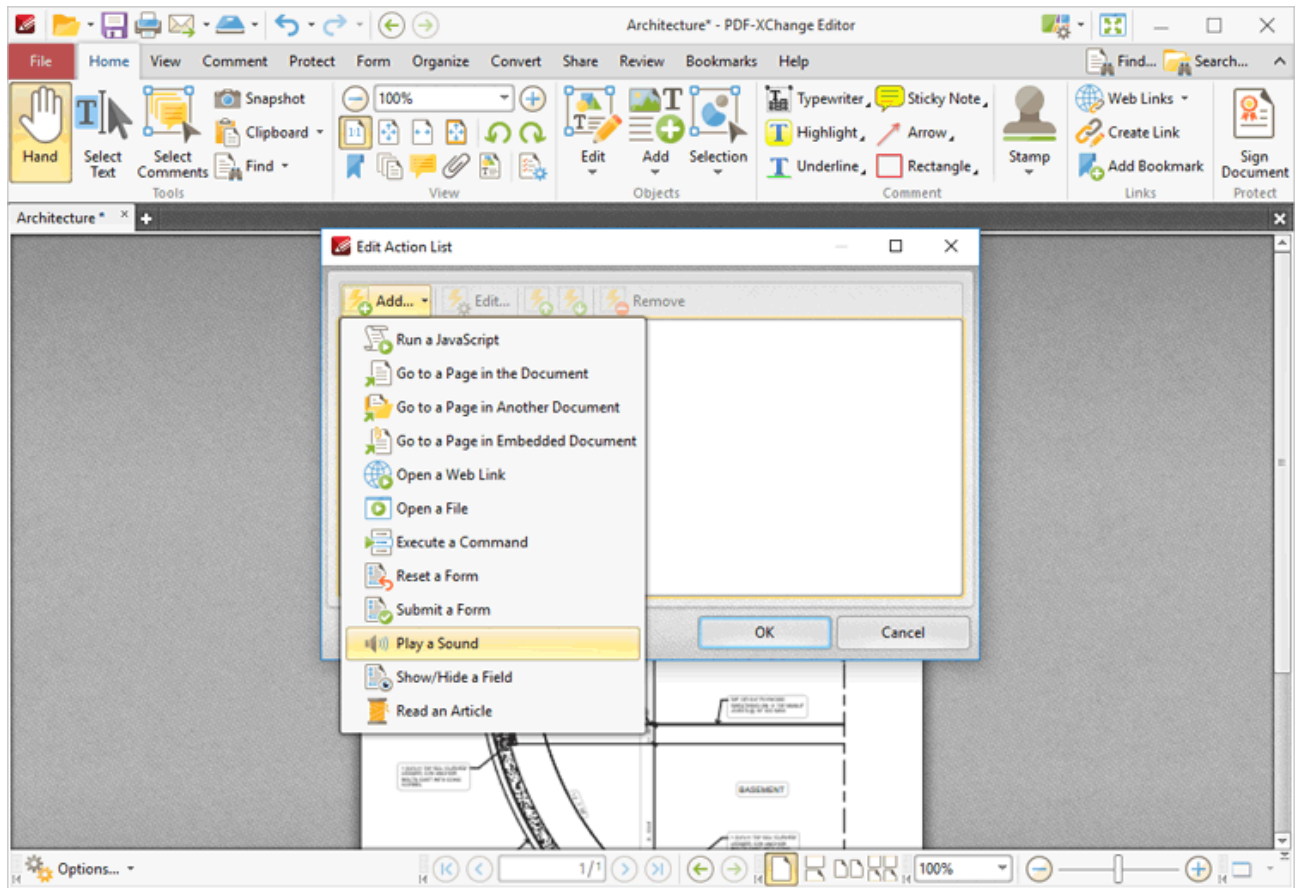 Architecture* - PDF-XChange Editor
File Home View Comment Protect Form Organize Convert Share Review Bookmarks Help Find... Search...
Hand
Select Text
Select Comments
Snapshot
Clipboard
Find
Tools
100%
View
Edit
Add
Selection
Objects
Typewriter
Sticky Note
Highlight
Arrow
Underline
Rectangle
Stamp
Comment
Web Links
Create Link
Add Bookmark
Links
Sign Document
Protect
Architecture *
Edit Action List
Add... Edit... Remove
Run a JavaScript
Go to a Page in the Document
Go to a Page in Another Document
Go to a Page in Embedded Document
Open a Web Link
Open a File
Execute a Command
Reset a Form
Submit a Form
Play a Sound
Show/Hide a Field
Read an Article
OK Cancel
BASEMENT
Options... 1/1 100%